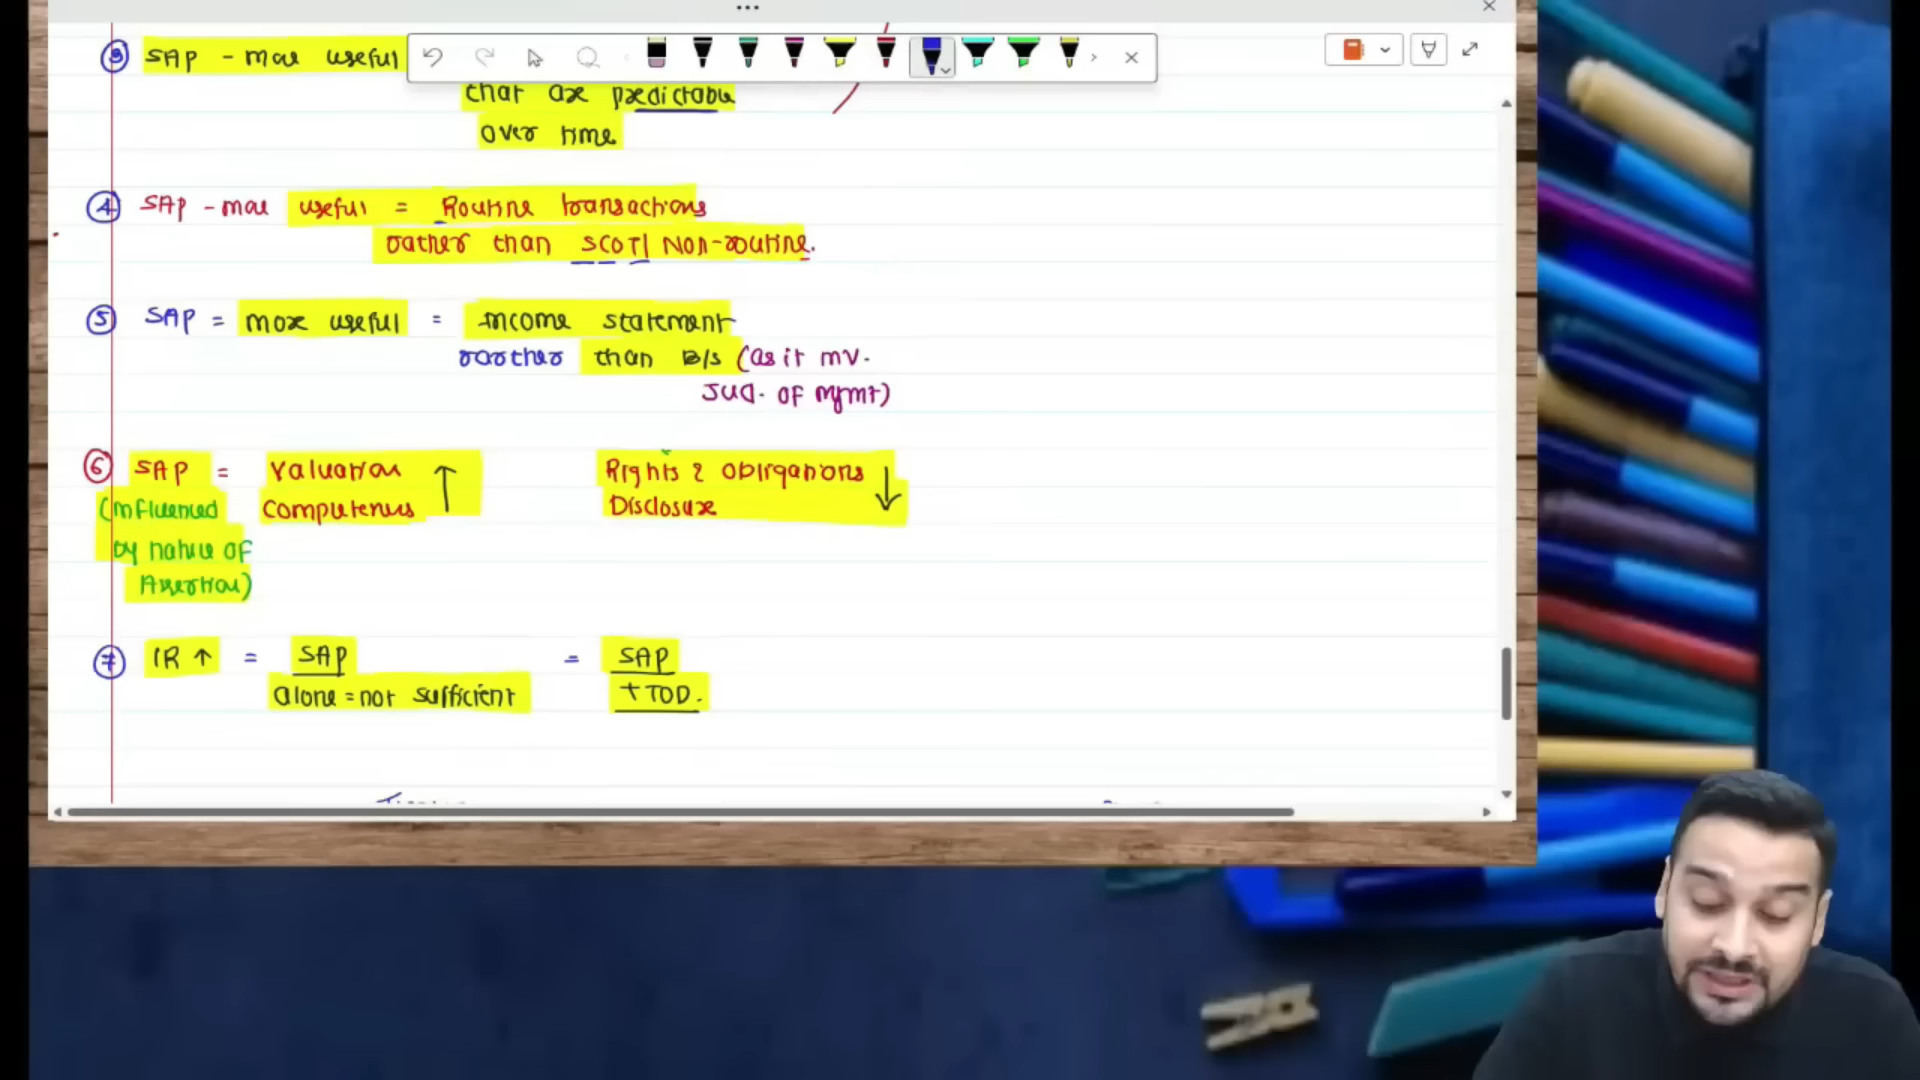 ③ SAP - more useful
that are predictable
over time
④ SAP - more useful = Routine transactions
rather than SCOT/ Non-routine.
⑤ SAP = more useful = income statement
rather than B/s (as it inv.
Jud. of mgmt)
⑥ SAP = Valuation ↑ Rights & obligations ↓
(influenced Completeness Disclosure
by nature of
Assertion)
⑦ IR ↑ = SAP = SAP
alone = not sufficient + TOD.